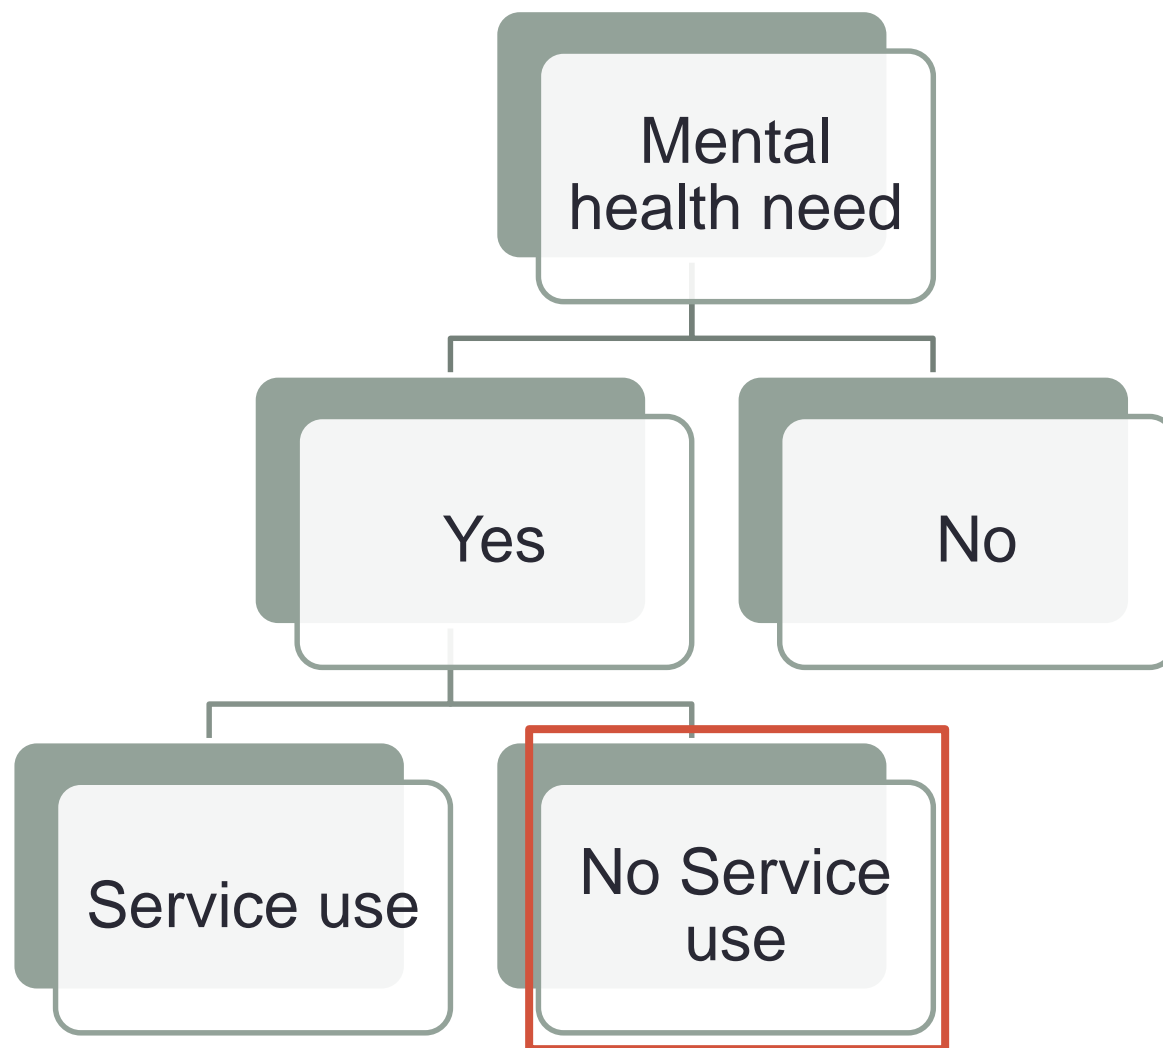 Mental
health need
Yes
No
Service use
No Service
use